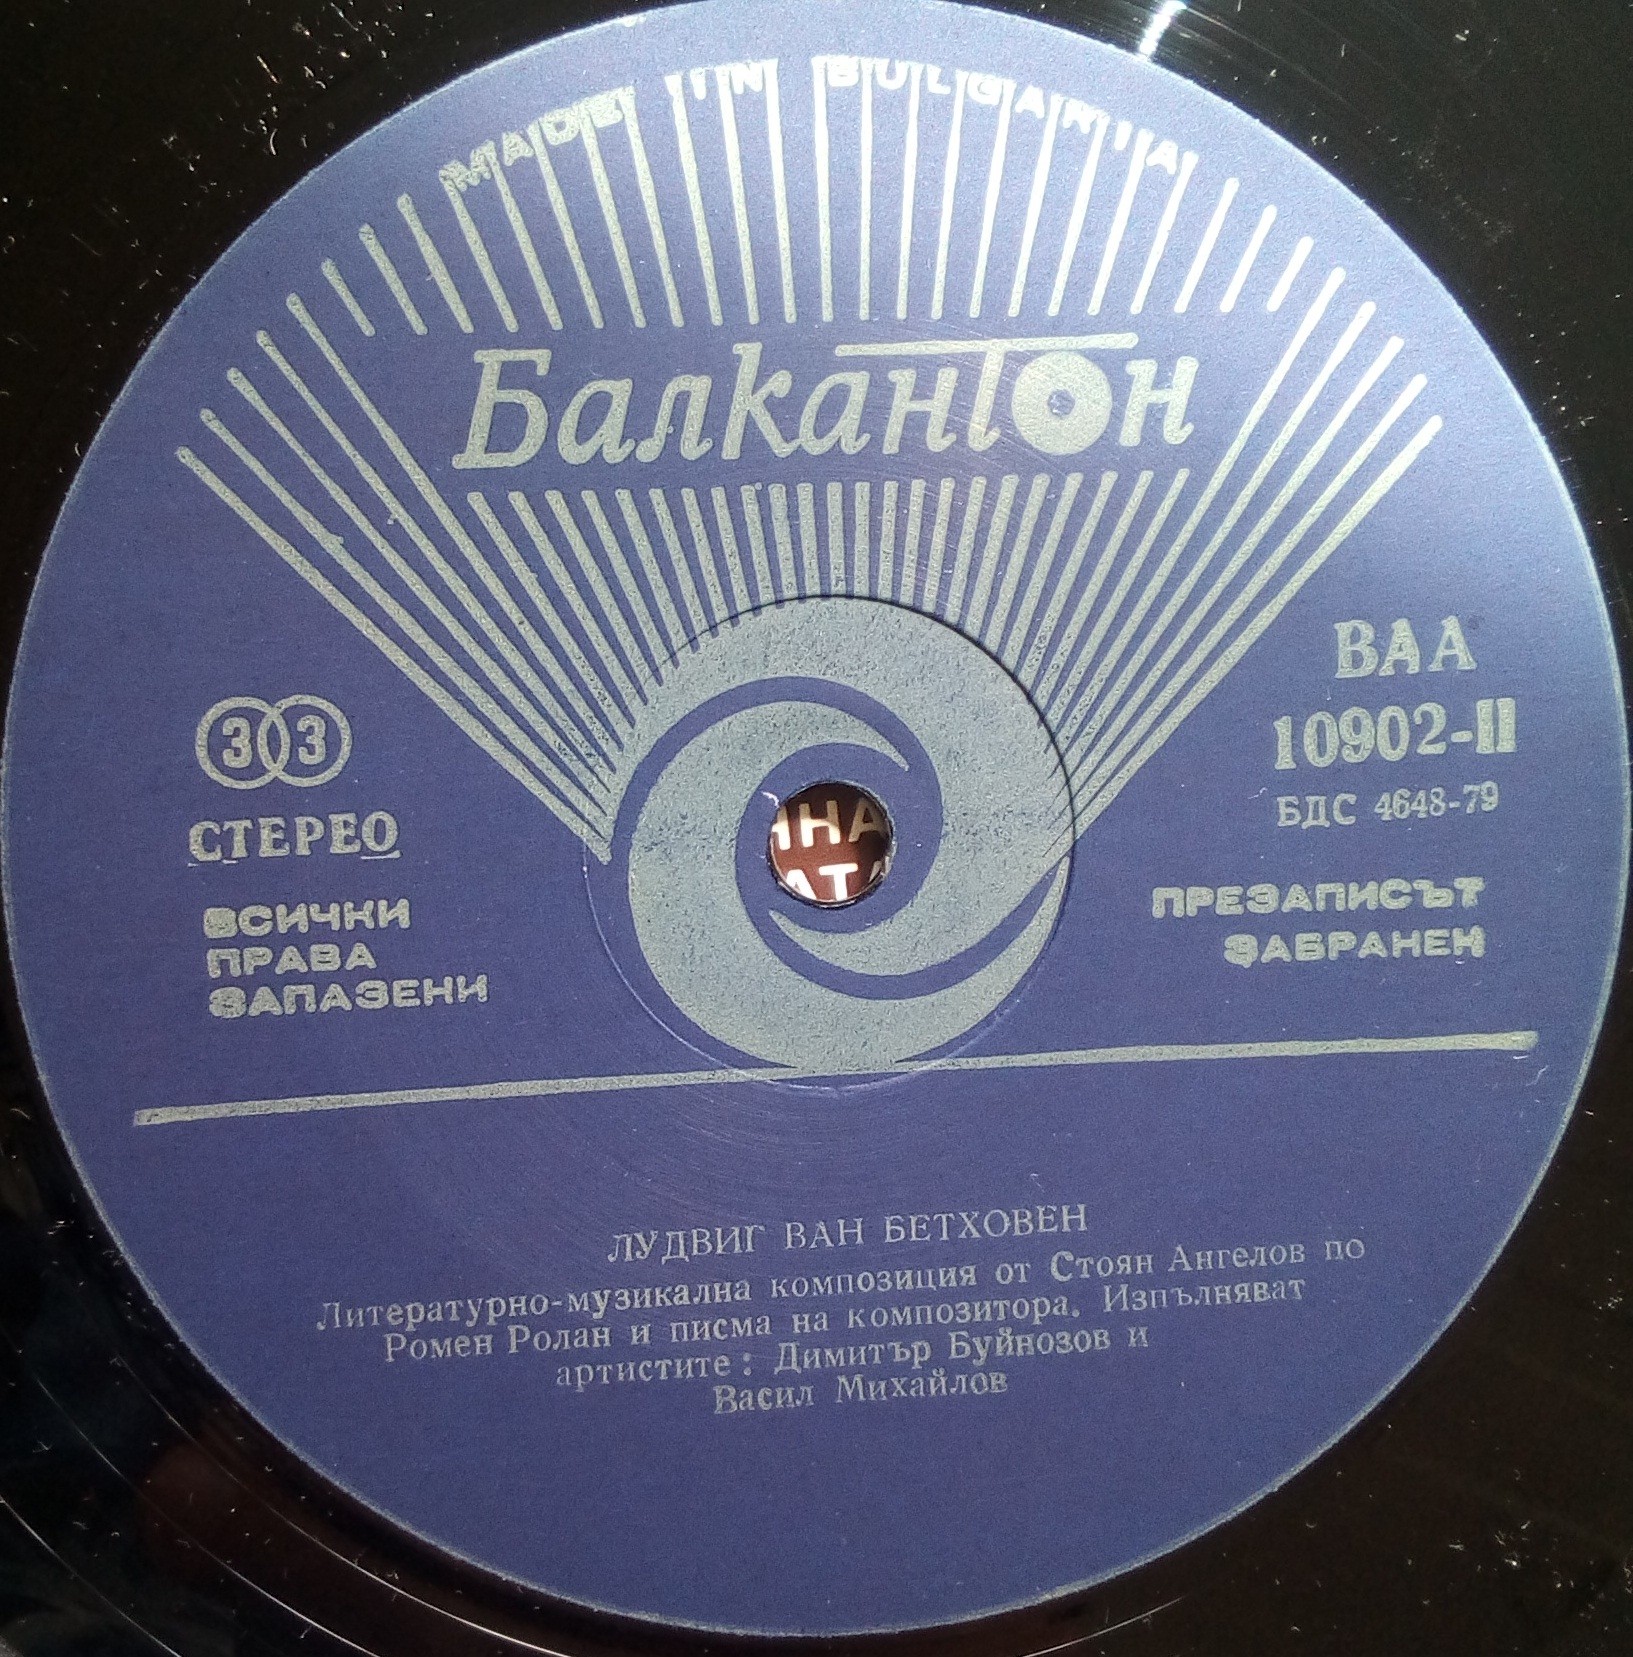 MADE IN BULGARIA
Балкантон
33
СТЕРЕО
ВСИЧКИ
ПРАВА
ЗАПАЗЕНИ
ВАА
10902-II
БДС 4648-79
ПРЕЗАПИСЪТ
ЗАБРАНЕН
ЛУДВИГ ВАН БЕТХОВЕН
Литературно-музикална композиция от Стоян Ангелов по
Ромен Ролан и писма на композитора. Изпълняват
артистите: Димитър Буйнозов и
Васил Михайлов